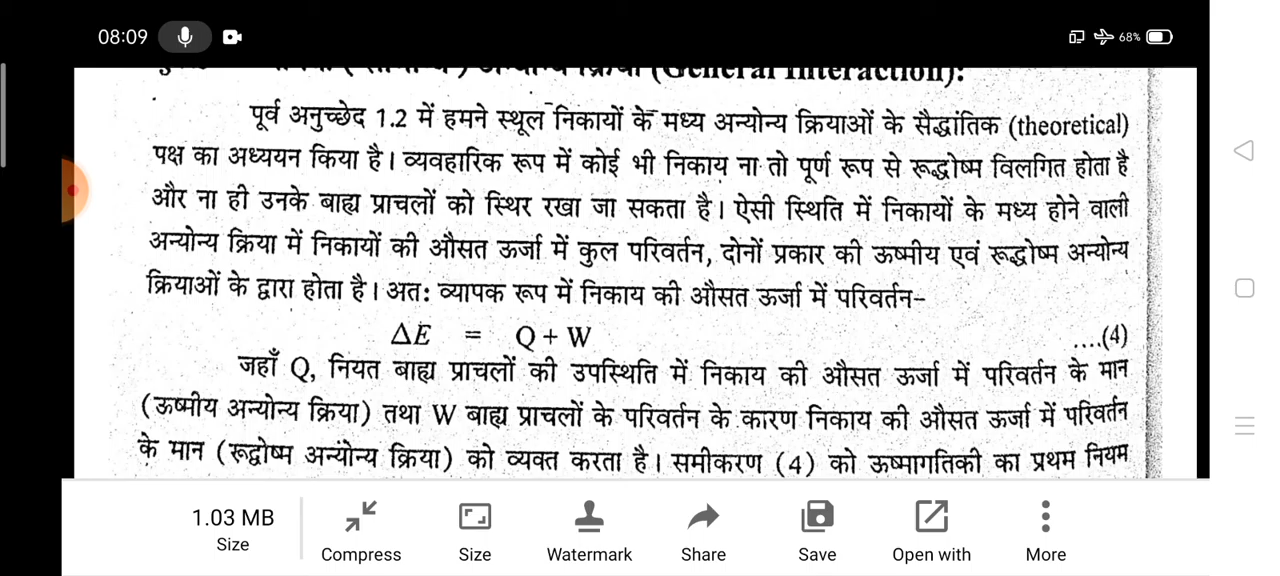 08:09
68%
(General Interaction):
पूर्व अनुच्छेद 1.2 में हमने स्थूल निकायों के मध्य अन्योन्य क्रियाओं के सैद्धांतिक (theoretical)
पक्ष का अध्ययन किया है। व्यवहारिक रूप में कोई भी निकाय ना तो पूर्ण रूप से रूद्धोष्म विलगित होता है
और ना ही उनके बाह्य प्राचलों को स्थिर रखा जा सकता है। ऐसी स्थिति में निकायों के मध्य होने वाली
अन्योन्य क्रिया में निकायों की औसत ऊर्जा में कुल परिवर्तन, दोनों प्रकार की ऊष्मीय एवं रूद्धोष्म अन्योन्य
क्रियाओं के द्वारा होता है। अतः व्यापक रूप में निकाय की औसत ऊर्जा में परिवर्तन–
ΔE = Q + W ....(4)
जहाँ Q, नियत बाह्य प्राचलों की उपस्थिति में निकाय की औसत ऊर्जा में परिवर्तन के मान
(ऊष्मीय अन्योन्य क्रिया) तथा W बाह्य प्राचलों के परिवर्तन के कारण निकाय की औसत ऊर्जा में परिवर्तन
के मान (रूद्धोष्म अन्योन्य क्रिया) को व्यक्त करता है। समीकरण (4) को ऊष्मागतिकी का प्रथम नियम
1.03 MB
Size
Compress
Size
Watermark
Share
Save
Open with
More